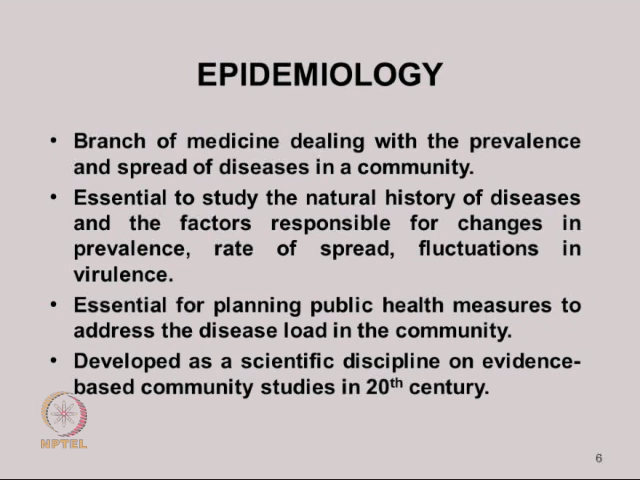 EPIDEMIOLOGY
• Branch of medicine dealing with the prevalence
and spread of diseases in a community.
• Essential to study the natural history of diseases
and the factors responsible for changes in
prevalence, rate of spread, fluctuations in
virulence.
• Essential for planning public health measures to
address the disease load in the community.
• Developed as a scientific discipline on evidence-
based community studies in 20th century.
NPTEL
6